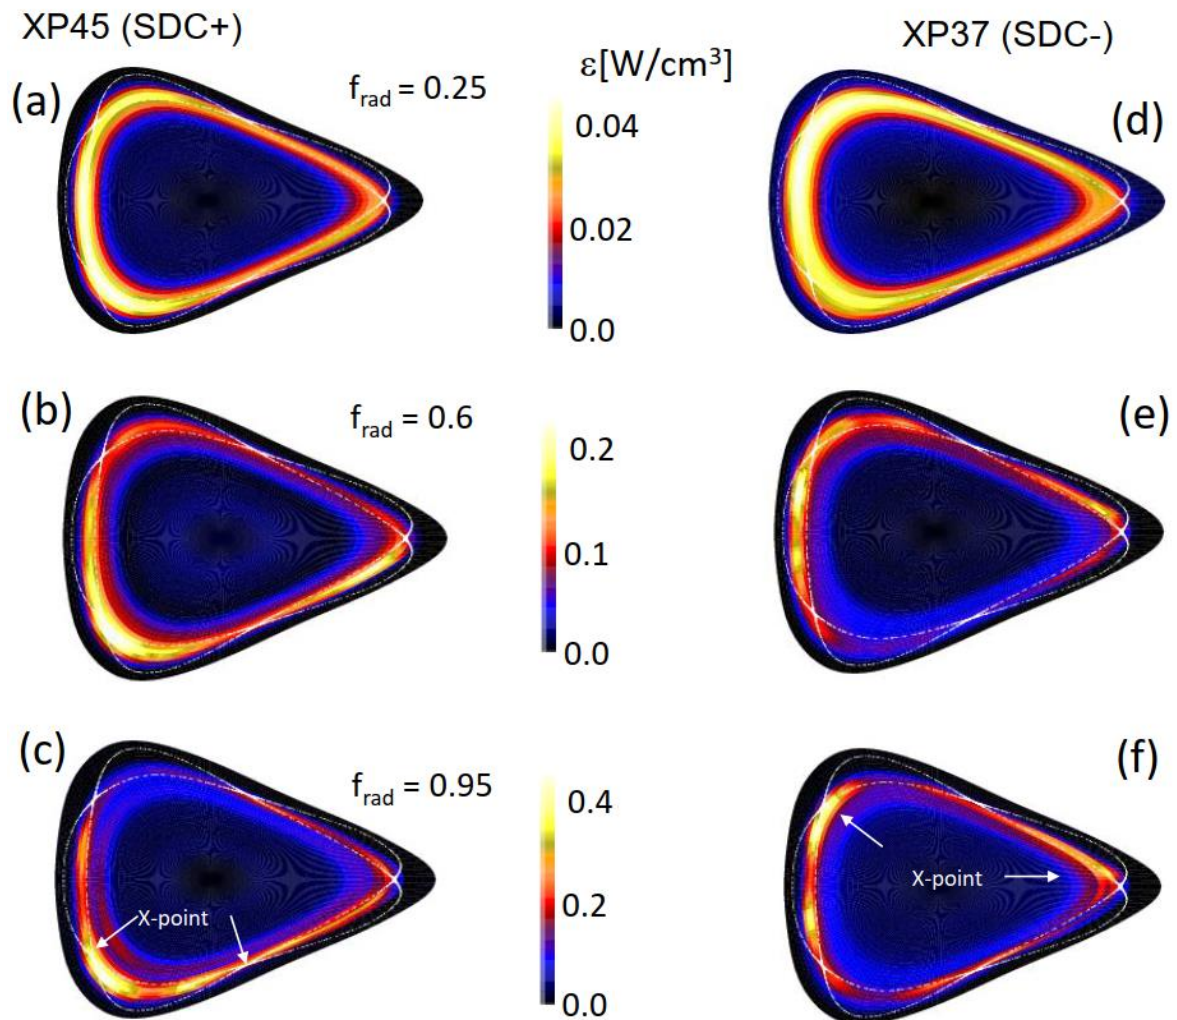 XP45 (SDC+)
XP37 (SDC-)
ε[W/cm³]
(a)
f_rad = 0.25
0.04
0.02
0.0
(d)
(b)
f_rad = 0.6
0.2
0.1
0.0
(e)
(c)
f_rad = 0.95
0.4
0.2
0.0
X-point
(f)
X-point